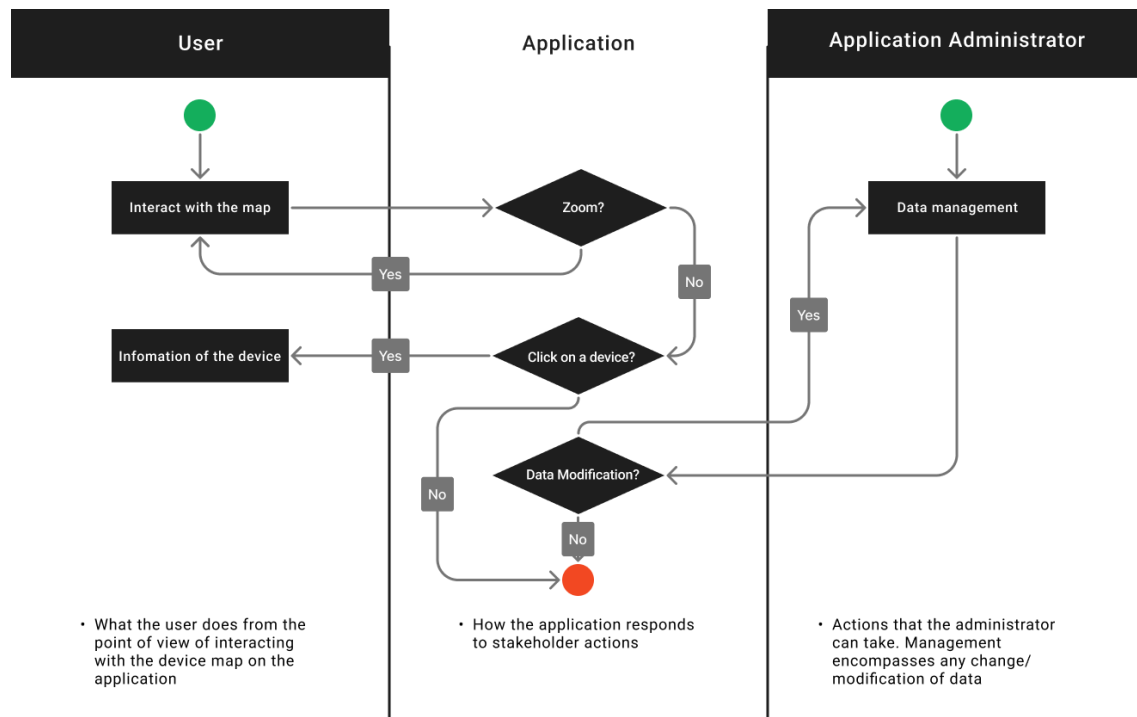 User
Application
Application Administrator
Interact with the map
Zoom?
Data management
Yes
No
Yes
Infomation of the device
Yes
Click on a device?
Data Modification?
No
No
• What the user does from the
point of view of interacting
with the device map on the
application
• How the application responds
to stakeholder actions
• Actions that the administrator
can take. Management
encompasses any change/
modification of data